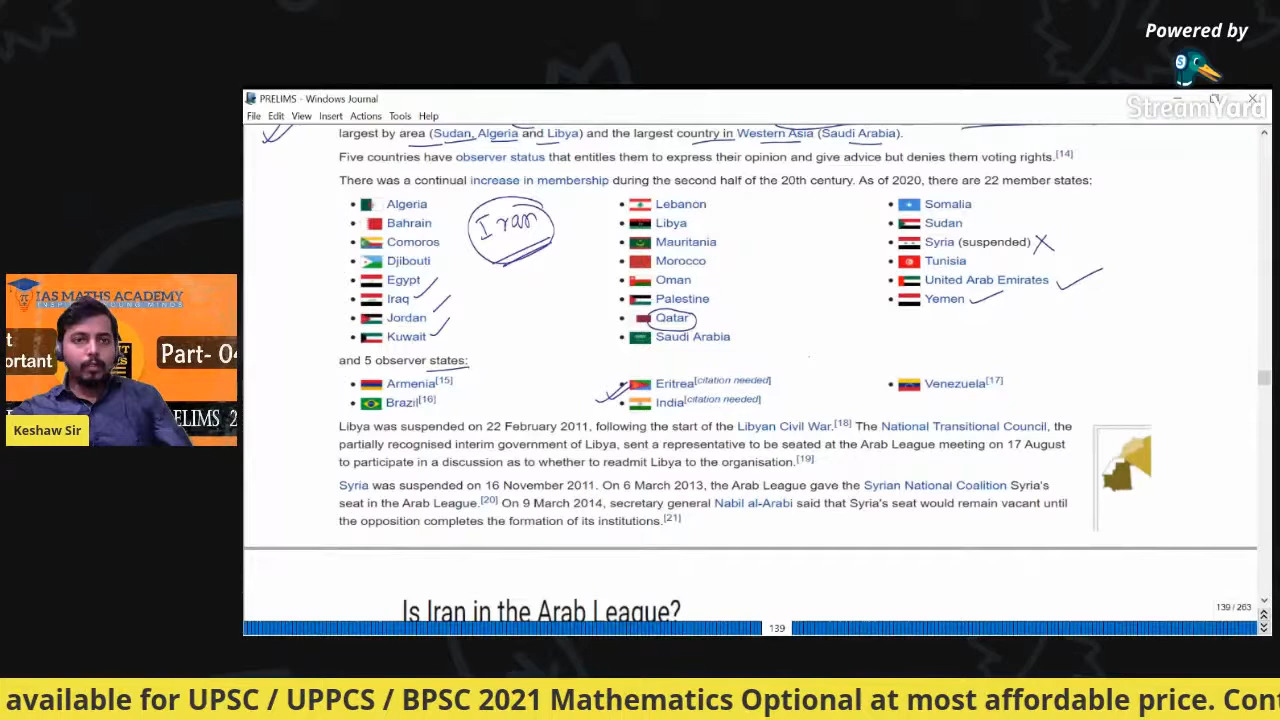 Powered by
StreamYard
PRELIMS - Windows Journal
File Edit View Insert Actions Tools Help
largest by area (Sudan, Algeria and Libya) and the largest country in Western Asia (Saudi Arabia).
Five countries have observer status that entitles them to express their opinion and give advice but denies them voting rights.[14]
There was a continual increase in membership during the second half of the 20th century. As of 2020, there are 22 member states:
• Algeria
• Bahrain
• Comoros
• Djibouti
• Egypt
• Iraq
• Jordan
• Kuwait
Iran
• Lebanon
• Libya
• Mauritania
• Morocco
• Oman
• Palestine
• Qatar
• Saudi Arabia
• Somalia
• Sudan
• Syria (suspended)
• Tunisia
• United Arab Emirates
• Yemen
and 5 observer states:
• Armenia[15]
• Brazil[16]
• Eritrea[citation needed]
• India[citation needed]
• Venezuela[17]
Libya was suspended on 22 February 2011, following the start of the Libyan Civil War.[18] The National Transitional Council, the
partially recognised interim government of Libya, sent a representative to be seated at the Arab League meeting on 17 August
to participate in a discussion as to whether to readmit Libya to the organisation.[19]
Syria was suspended on 16 November 2011. On 6 March 2013, the Arab League gave the Syrian National Coalition Syria's
seat in the Arab League.[20] On 9 March 2014, secretary general Nabil al-Arabi said that Syria's seat would remain vacant until
the opposition completes the formation of its institutions.[21]
Is Iran in the Arab League?
139 / 263
139
IAS MATHS ACADEMY
Part- 04
Keshaw Sir
available for UPSC / UPPCS / BPSC 2021 Mathematics Optional at most affordable price.